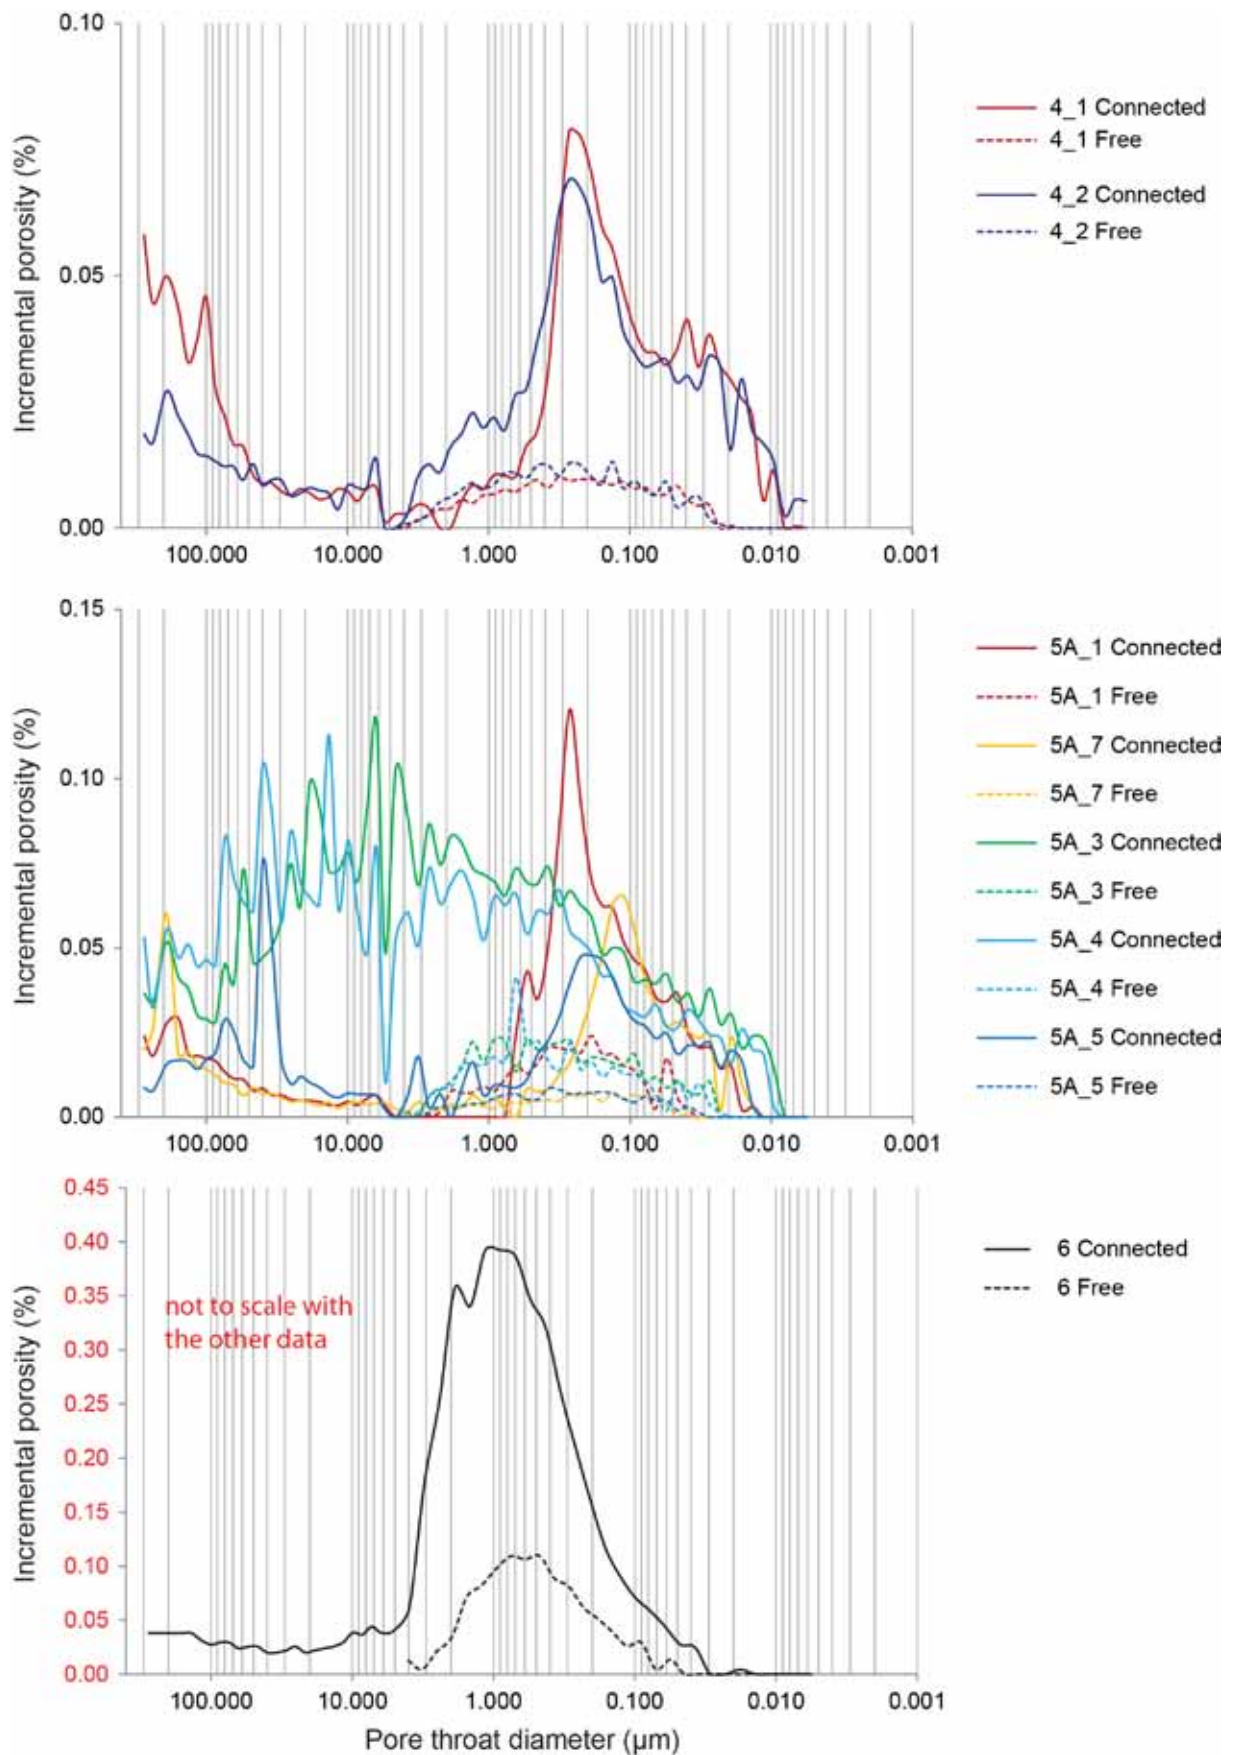 0.10
0.05
0.00
Incremental porosity (%)
100.000 10.000 1.000 0.100 0.010 0.001
4_1 Connected
4_1 Free
4_2 Connected
4_2 Free
0.15
0.10
0.05
0.00
Incremental porosity (%)
100.000 10.000 1.000 0.100 0.010 0.001
5A_1 Connected
5A_1 Free
5A_7 Connected
5A_7 Free
5A_3 Connected
5A_3 Free
5A_4 Connected
5A_4 Free
5A_5 Connected
5A_5 Free
0.45
0.40
0.35
0.30
0.25
0.20
0.15
0.10
0.05
0.00
Incremental porosity (%)
not to scale with
the other data
100.000 10.000 1.000 0.100 0.010 0.001
Pore throat diameter (μm)
6 Connected
6 Free